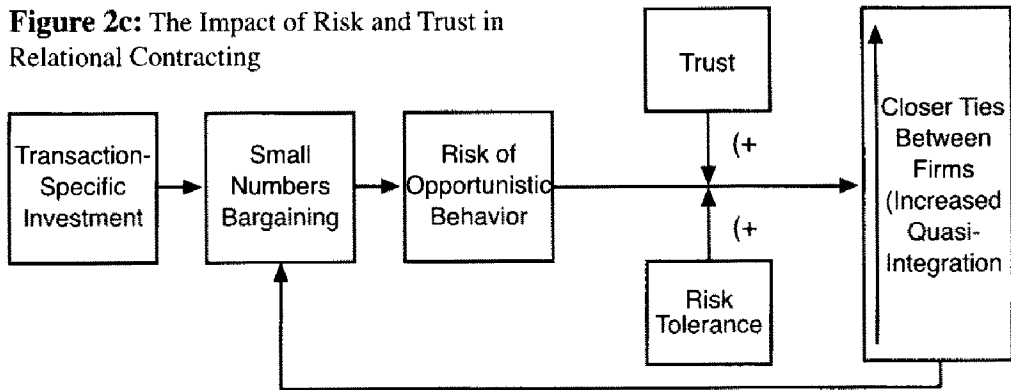 Figure 2c: The Impact of Risk and Trust in
Relational Contracting
Transaction-
Specific
Investment
Small
Numbers
Bargaining
Risk of
Opportunistic
Behavior
Trust
(+
(+
Risk
Tolerance
Closer Ties
Between
Firms
(Increased
Quasi-
Integration